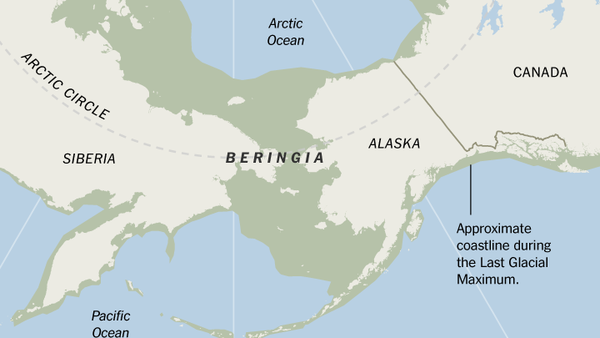 Arctic
Ocean
ARCTIC CIRCLE
CANADA
ALASKA
SIBERIA
BERINGIA
Approximate
coastline during
the Last Glacial
Maximum.
Pacific
Ocean